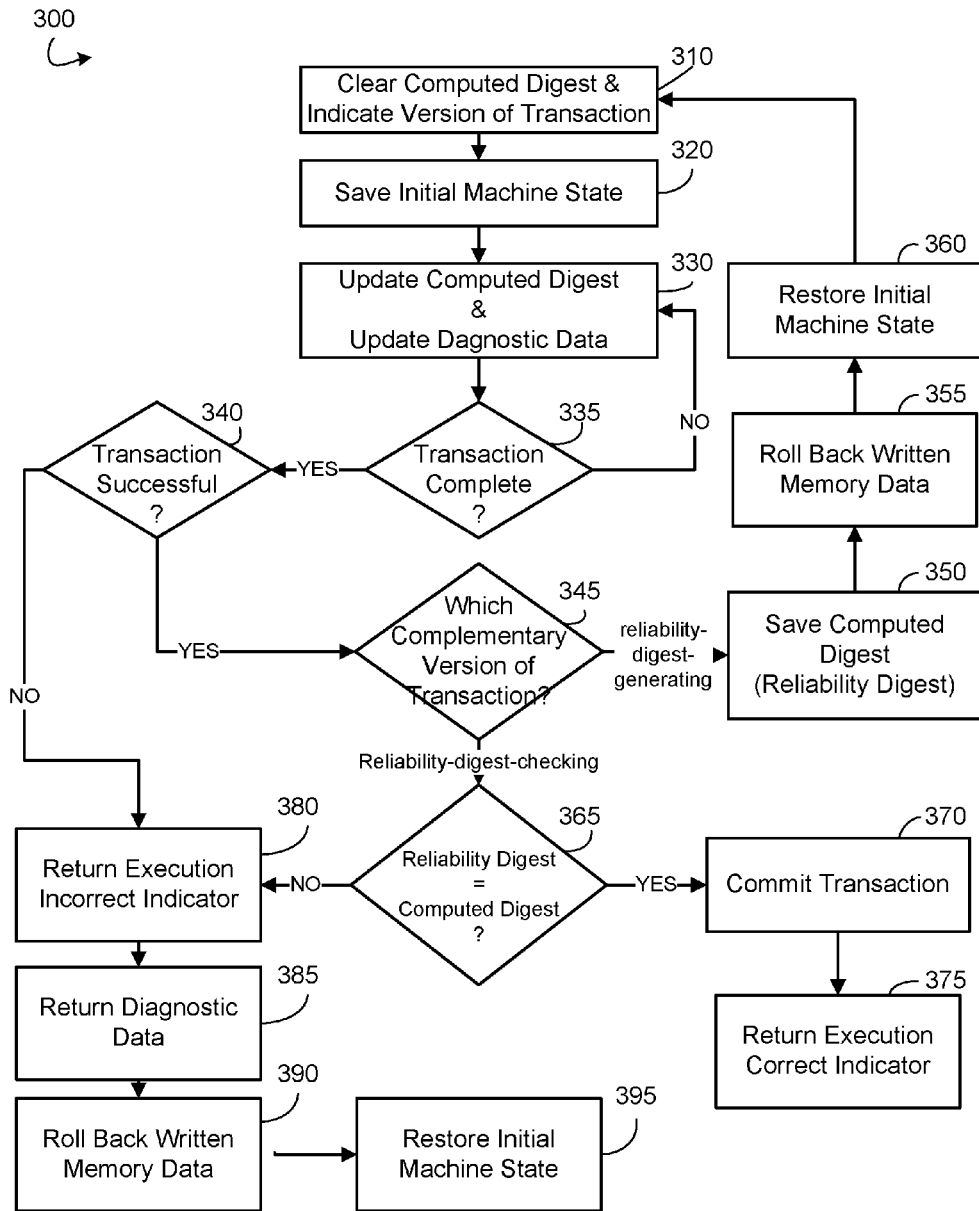 300
310
Clear Computed Digest &
Indicate Version of Transaction
320
Save Initial Machine State
330
Update Computed Digest
&
Update Dagnostic Data
360
Restore Initial
Machine State
340
Transaction
Successful
?
YES
335
Transaction
Complete
?
NO
355
Roll Back Written
Memory Data
345
Which
Complementary
Version of
Transaction?
YES
reliability-
digest-
generating
350
Save Computed
Digest
(Reliability Digest)
NO
Reliability-digest-checking
380
Return Execution
Incorrect Indicator
NO
365
Reliability Digest
=
Computed Digest
?
YES
370
Commit Transaction
385
Return Diagnostic
Data
375
Return Execution
Correct Indicator
390
Roll Back Written
Memory Data
395
Restore Initial
Machine State